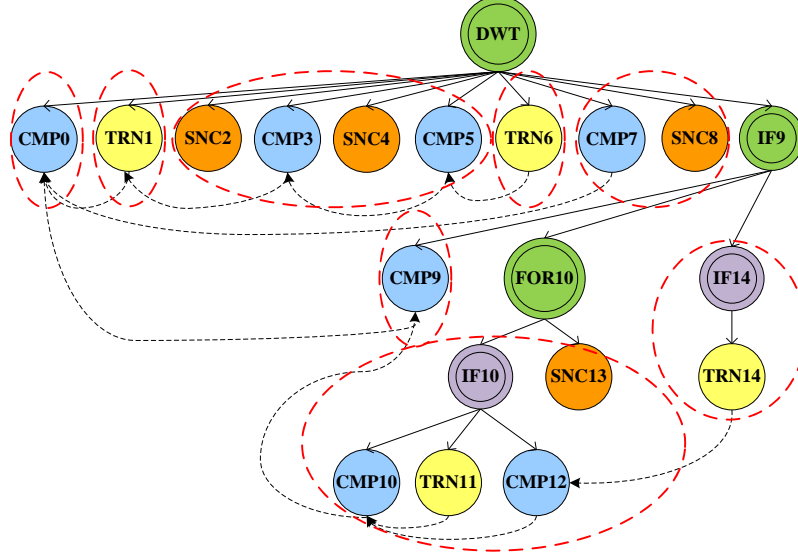 DWT
CMP0 TRN1 SNC2 CMP3 SNC4 CMP5 TRN6 CMP7 SNC8 IF9
CMP9 FOR10 IF14
IF10 SNC13 TRN14
CMP10 TRN11 CMP12